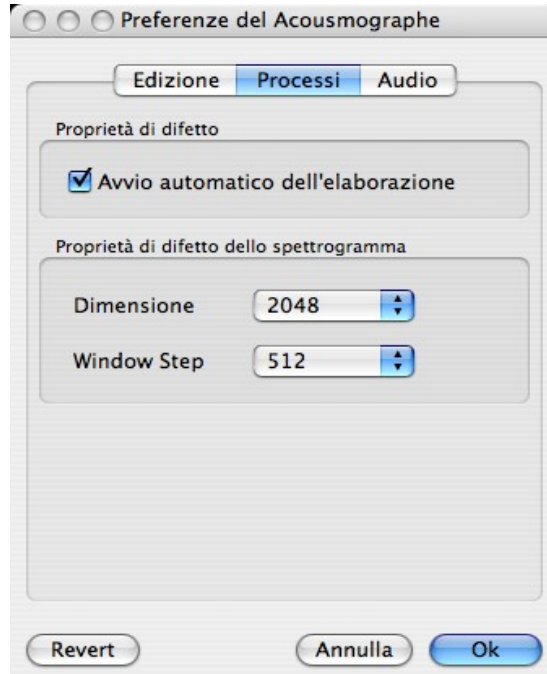 Preferenze del Acousmographe
Edizione Processi Audio
Proprietà di difetto
Avvio automatico dell'elaborazione
Proprietà di difetto dello spettrogramma
Dimensione 2048
Window Step 512
Revert Annulla Ok